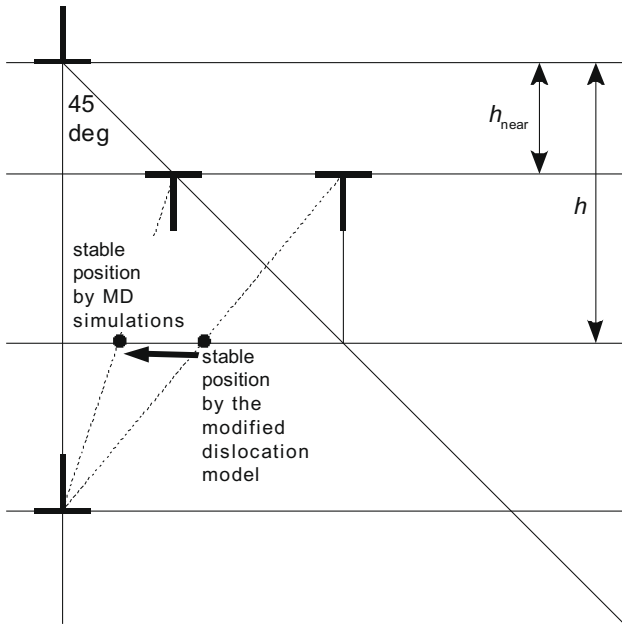 45
deg
h near
h
stable
position
by MD
simulations
stable
position
by the
modified
dislocation
model